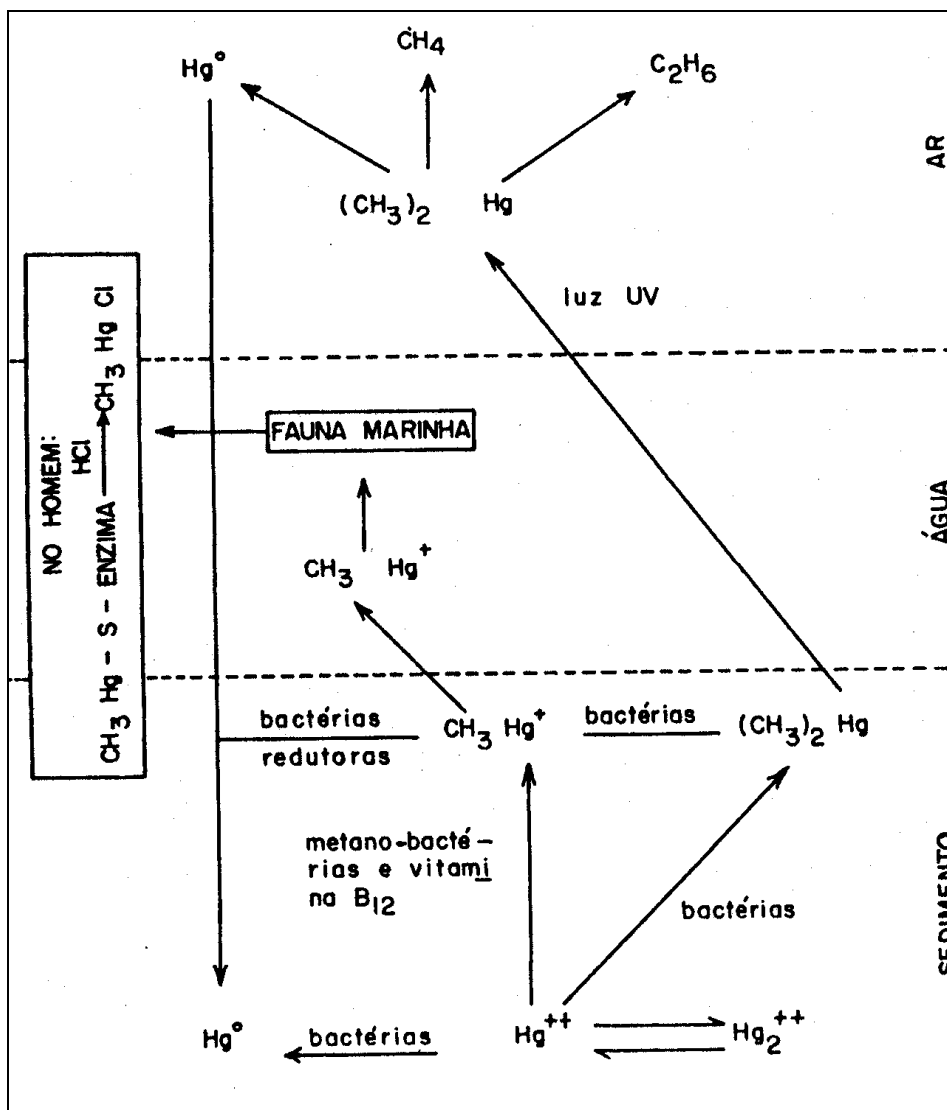 CH4
Hg°
C2H6
AR
(CH3)2 Hg
luz UV
NO HOMEM:
HCl
CH3 Hg – S – ENZIMA CH3 Hg Cl
FAUNA MARINHA
ÁGUA
CH3 Hg+
bactérias
redutoras
CH3 Hg+
bactérias
(CH3)2 Hg
metano-bacté-
rias e vitami
na B12
bactérias
SEDIMENTO
Hg°
bactérias
Hg++
Hg2++